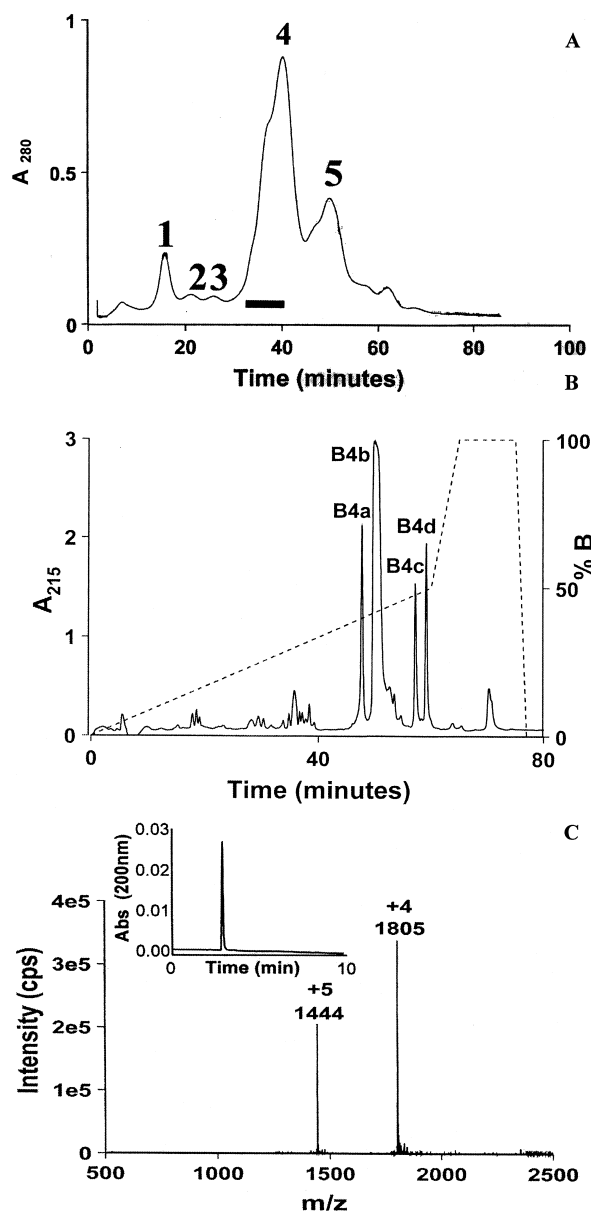 A
1
4
1
23
5
0.5
A 280
0
0 20 40 60 80 100
Time (minutes)
B
3
B4b
100
B4a
B4d
2
B4c
A215
50
% B
1
0
0
0 40 80
Time (minutes)
C
0.03
0.02
0.01
0.00
Abs (200nm)
0 Time (min) 10
4e5
+4
1805
3e5
+5
1444
2e5
Intensity (cps)
1e5
0
500 1000 1500 2000 2500
m/z